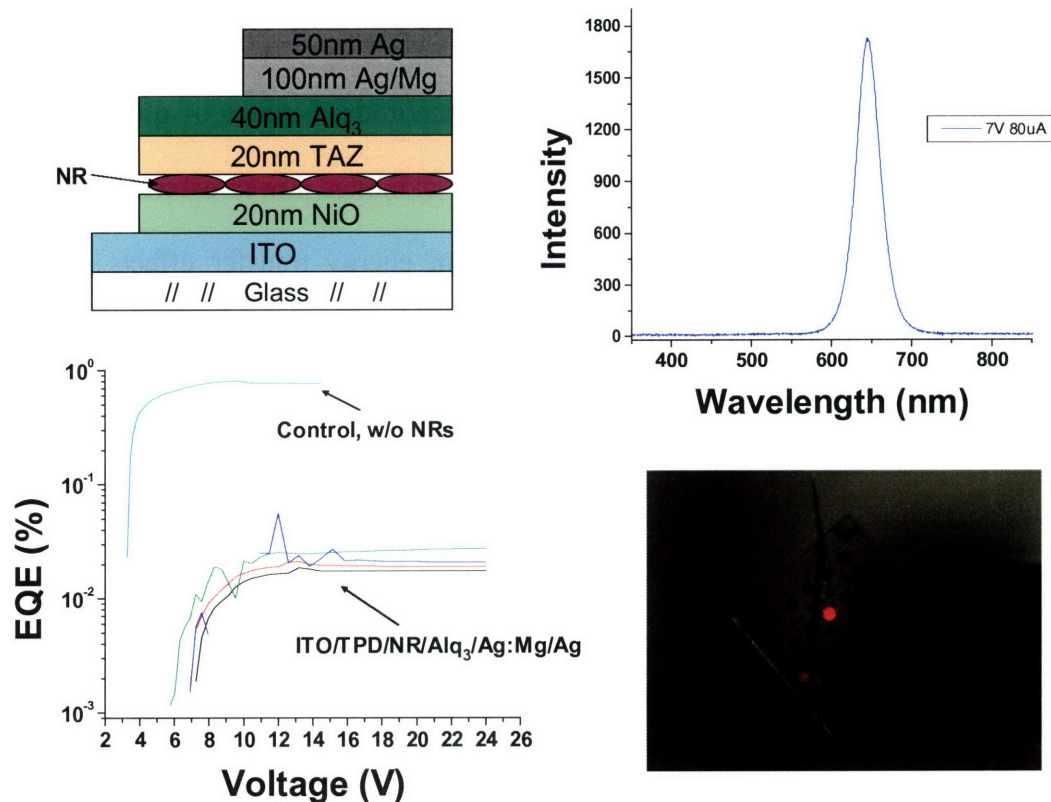 50nm Ag
100nm Ag/Mg
40nm Alq₃
20nm TAZ
NR
20nm NiO
ITO
// // Glass // //
Intensity
1800
1500
1200
900
600
300
0
7V 80uA
400 500 600 700 800
Wavelength (nm)
EQE (%)
10⁰
10⁻¹
10⁻²
10⁻³
Control, w/o NRs
ITO/TPD/NR/Alq₃/Ag:Mg/Ag
2 4 6 8 10 12 14 16 18 20 22 24 26
Voltage (V)